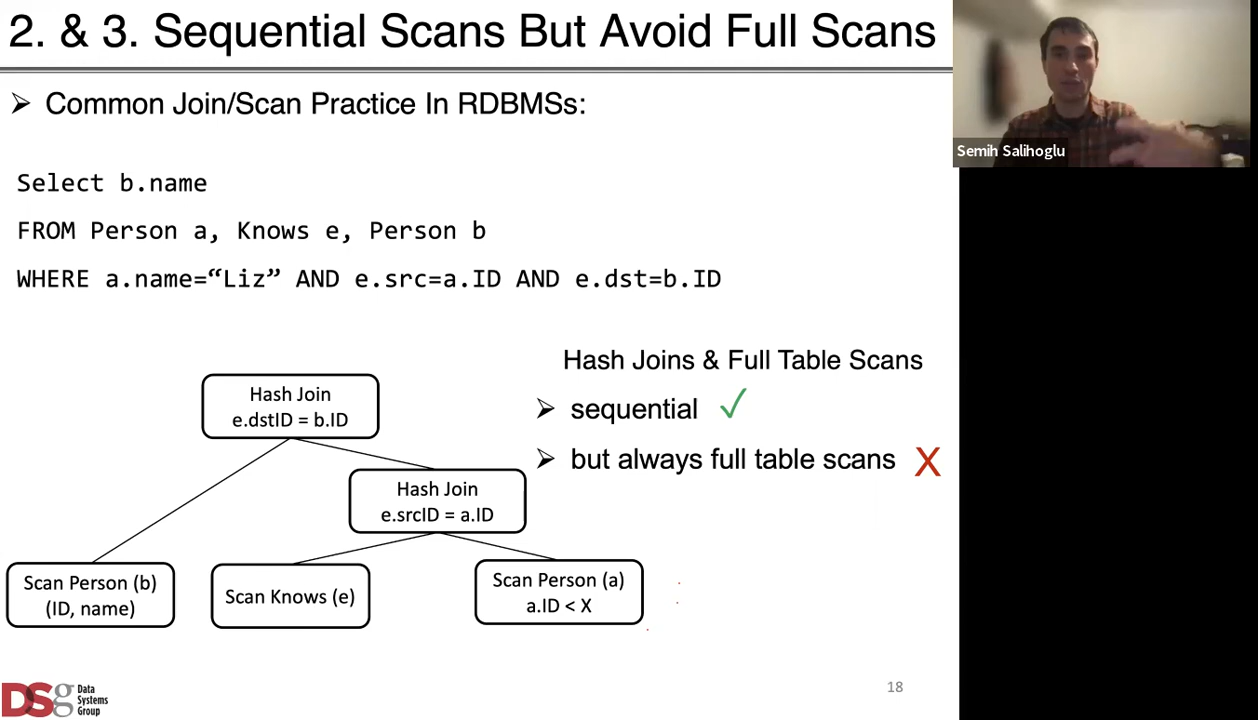 2. & 3. Sequential Scans But Avoid Full Scans
Semih Salihoglu
➢ Common Join/Scan Practice In RDBMSs:
Select b.name
FROM Person a, Knows e, Person b
WHERE a.name=“Liz” AND e.src=a.ID AND e.dst=b.ID
Hash Joins & Full Table Scans
➢ sequential ✓
➢ but always full table scans X
Hash Join
e.dstID = b.ID
Hash Join
e.srcID = a.ID
Scan Person (b)
(ID, name)
Scan Knows (e)
Scan Person (a)
a.ID < X
18
DSg Data
Systems
Group